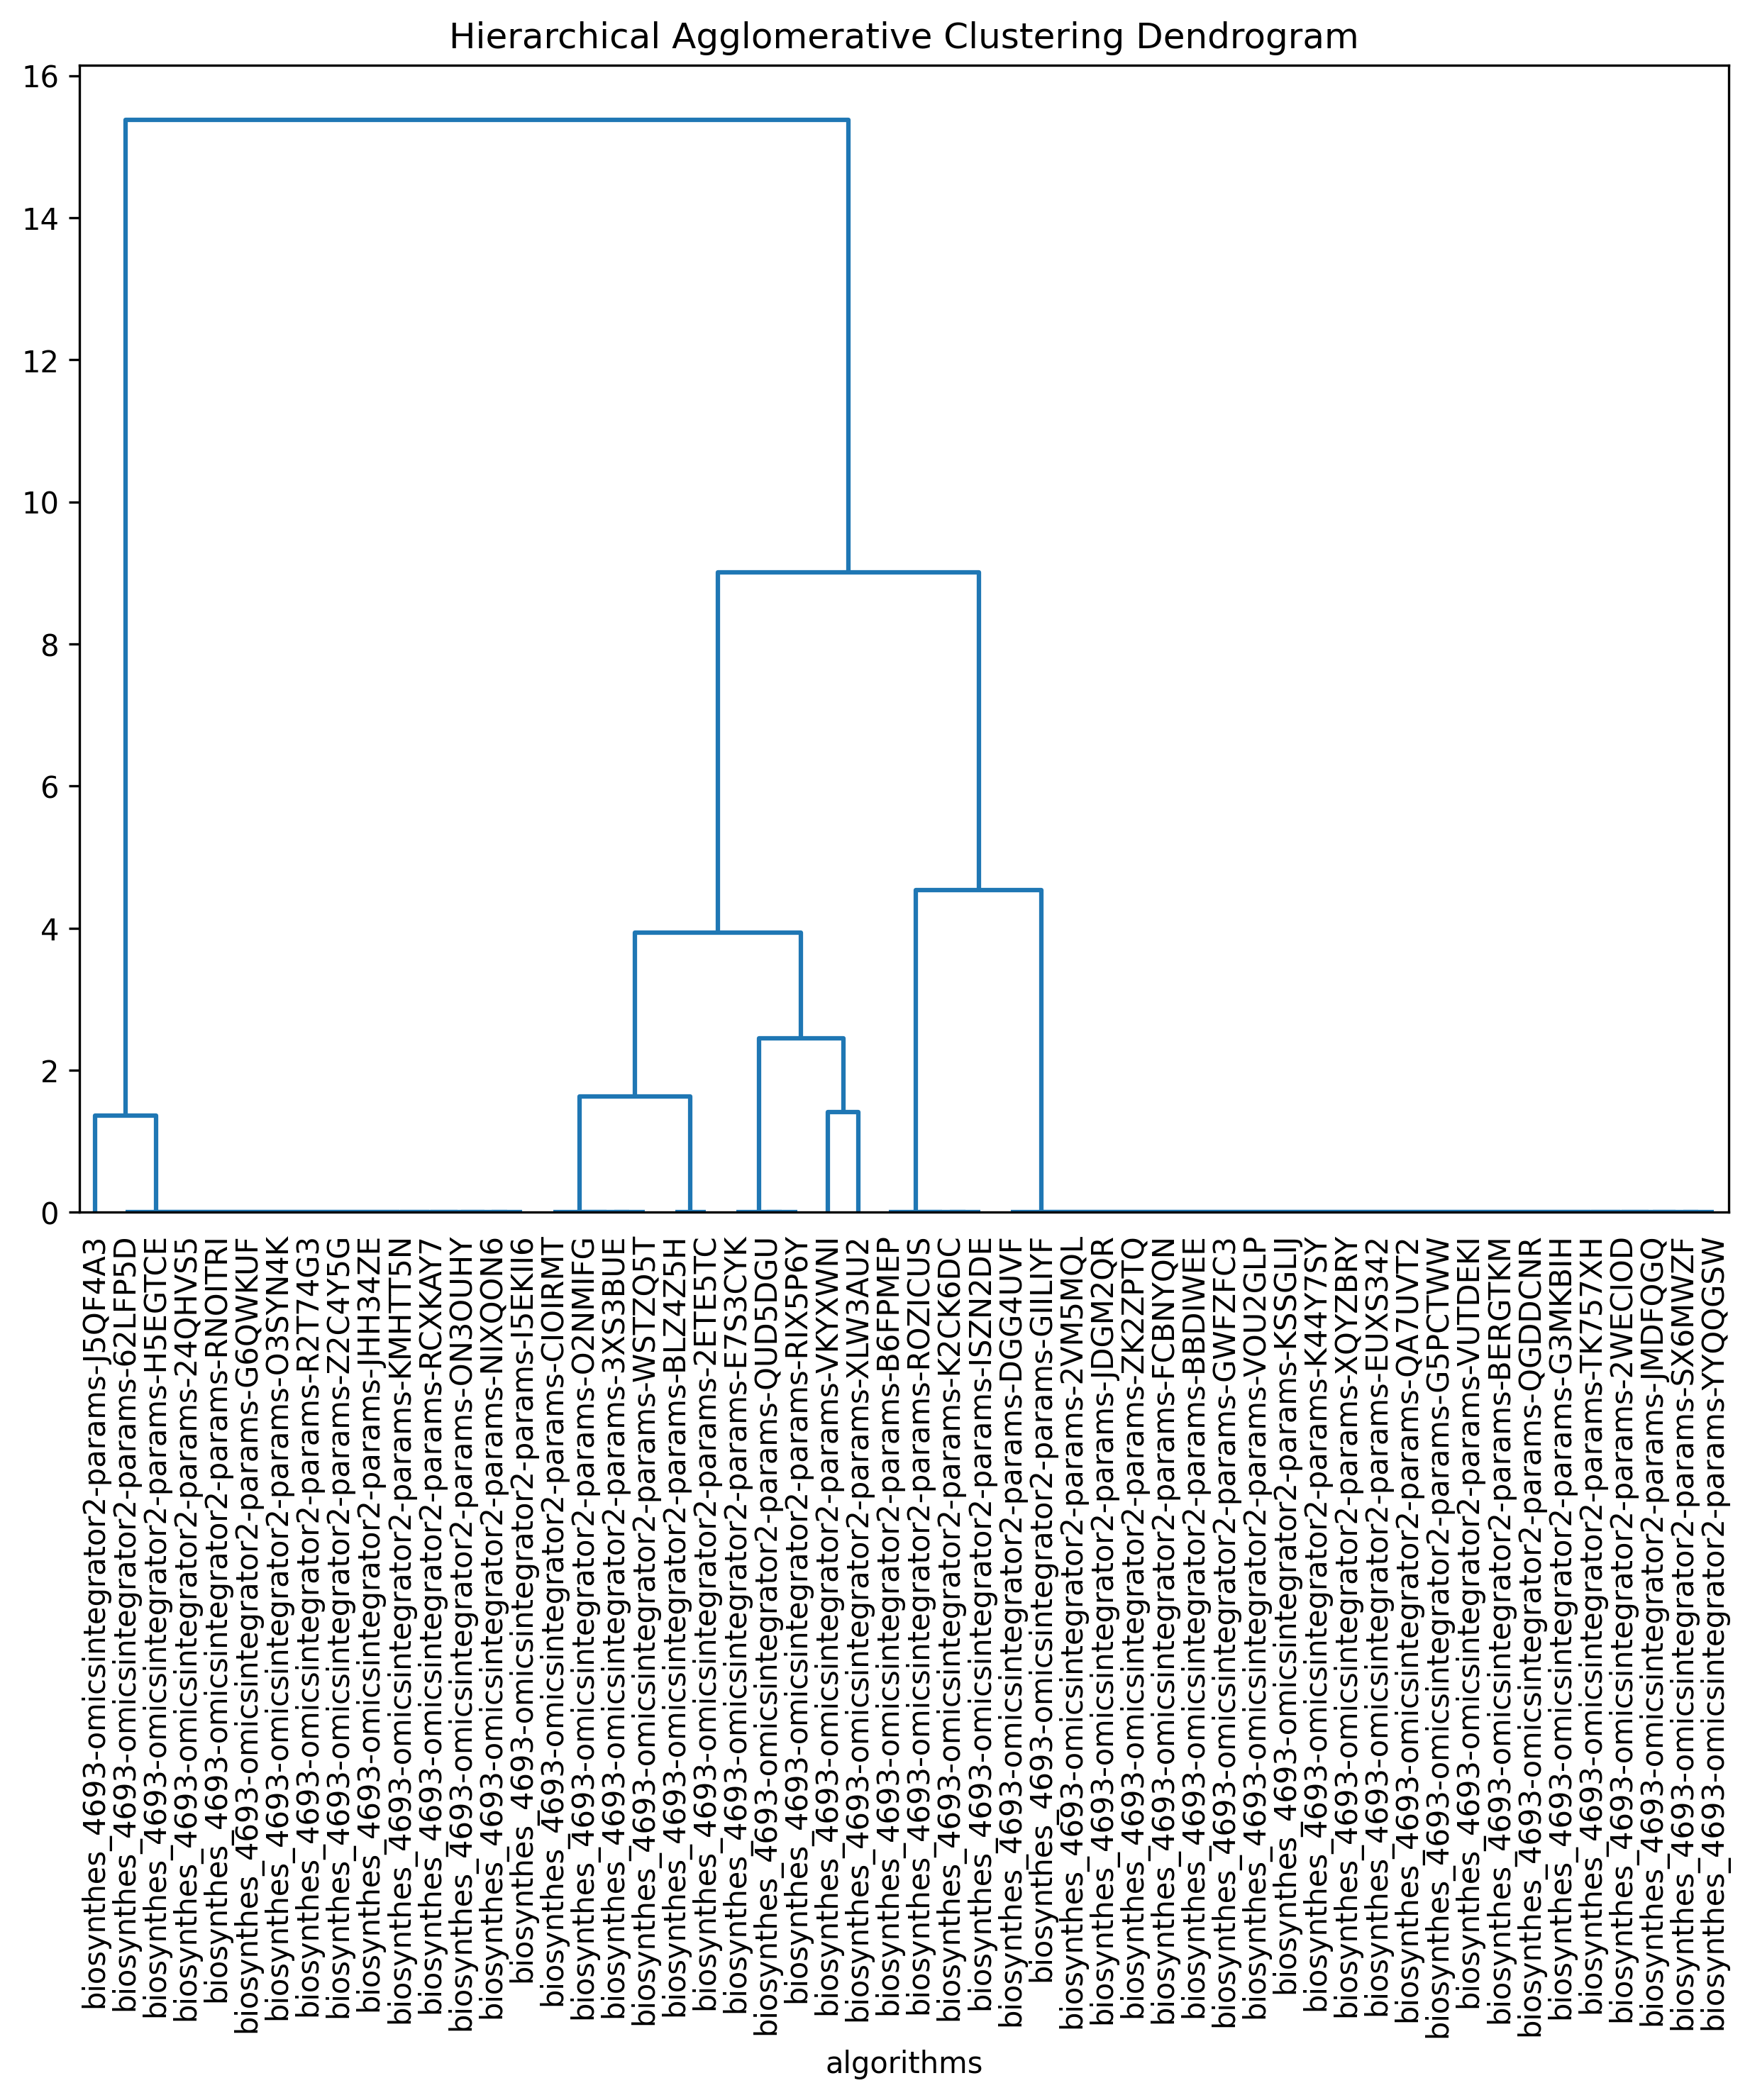 Hierarchical Agglomerative Clustering Dendrogram
16
14
12
10
8
6
4
2
0
biosynthes_4693-omicsintegrator2-params-J5QF4A3
biosynthes_4693-omicsintegrator2-params-62LFP5D
biosynthes_4693-omicsintegrator2-params-H5EGTCE
biosynthes_4693-omicsintegrator2-params-24QHVS5
biosynthes_4693-omicsintegrator2-params-RNOITRI
biosynthes_4693-omicsintegrator2-params-G6QWKUF
biosynthes_4693-omicsintegrator2-params-O3SYN4K
biosynthes_4693-omicsintegrator2-params-R2T74G3
biosynthes_4693-omicsintegrator2-params-Z2C4Y5G
biosynthes_4693-omicsintegrator2-params-JHH34ZE
biosynthes_4693-omicsintegrator2-params-KMHTT5N
biosynthes_4693-omicsintegrator2-params-RCXKAY7
biosynthes_4693-omicsintegrator2-params-ON3OUHY
biosynthes_4693-omicsintegrator2-params-NIXQON6
biosynthes_4693-omicsintegrator2-params-I5EKII6
biosynthes_4693-omicsintegrator2-params-CIOIRMT
biosynthes_4693-omicsintegrator2-params-O2NMIFG
biosynthes_4693-omicsintegrator2-params-3XS3BUE
biosynthes_4693-omicsintegrator2-params-WSTZQ5T
biosynthes_4693-omicsintegrator2-params-BLZ4Z5H
biosynthes_4693-omicsintegrator2-params-2ETE5TC
biosynthes_4693-omicsintegrator2-params-E7S3CYK
biosynthes_4693-omicsintegrator2-params-QUD5DGU
biosynthes_4693-omicsintegrator2-params-RIX5P6Y
biosynthes_4693-omicsintegrator2-params-VKYXWNI
biosynthes_4693-omicsintegrator2-params-XLW3AU2
biosynthes_4693-omicsintegrator2-params-B6FPMEP
biosynthes_4693-omicsintegrator2-params-ROZICUS
biosynthes_4693-omicsintegrator2-params-K2CK6DC
biosynthes_4693-omicsintegrator2-params-ISZN2DE
biosynthes_4693-omicsintegrator2-params-DGG4UVF
biosynthes_4693-omicsintegrator2-params-GIILIYF
biosynthes_4693-omicsintegrator2-params-2VM5MQL
biosynthes_4693-omicsintegrator2-params-JDGM2QR
biosynthes_4693-omicsintegrator2-params-ZK2ZPTQ
biosynthes_4693-omicsintegrator2-params-FCBNYQN
biosynthes_4693-omicsintegrator2-params-BBDIWEE
biosynthes_4693-omicsintegrator2-params-GWFZFC3
biosynthes_4693-omicsintegrator2-params-VOU2GLP
biosynthes_4693-omicsintegrator2-params-KSSGLIJ
biosynthes_4693-omicsintegrator2-params-K44Y7SY
biosynthes_4693-omicsintegrator2-params-XQYZBRY
biosynthes_4693-omicsintegrator2-params-EUXS342
biosynthes_4693-omicsintegrator2-params-QA7UVT2
biosynthes_4693-omicsintegrator2-params-G5PCTWW
biosynthes_4693-omicsintegrator2-params-VUTDEKI
biosynthes_4693-omicsintegrator2-params-BERGTKM
biosynthes_4693-omicsintegrator2-params-QGDDCNR
biosynthes_4693-omicsintegrator2-params-G3MKBIH
biosynthes_4693-omicsintegrator2-params-TK757XH
biosynthes_4693-omicsintegrator2-params-2WECIOD
biosynthes_4693-omicsintegrator2-params-JMDFQGQ
biosynthes_4693-omicsintegrator2-params-SX6MWZF
biosynthes_4693-omicsintegrator2-params-YYQQGSW
algorithms